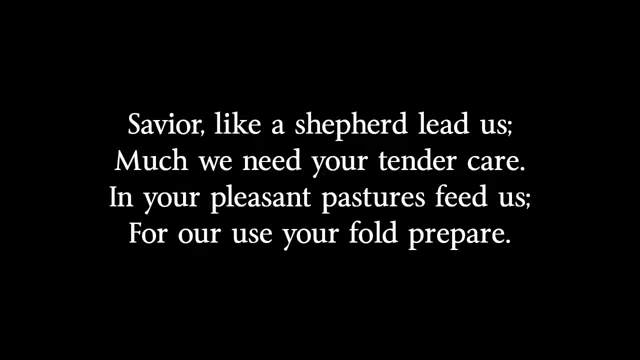 Savior, like a shepherd lead us;
Much we need your tender care.
In your pleasant pastures feed us;
For our use your fold prepare.